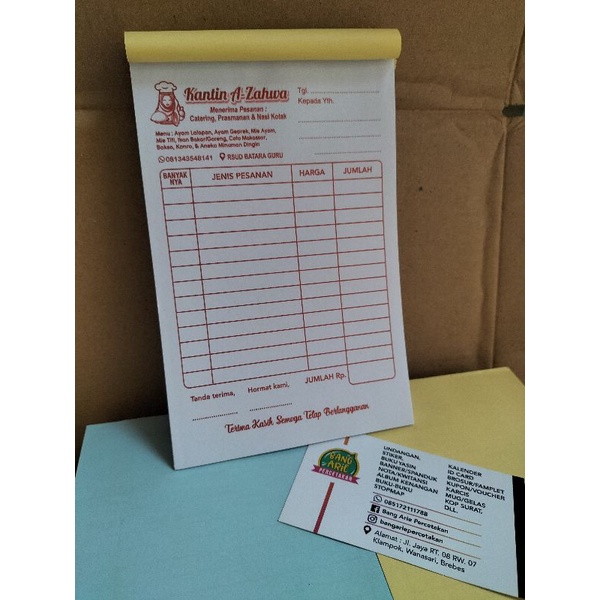 Kantin A-Zahwa
Menerima Pesanan :
Catering, Prasmanan & Nasi Kotak
Menu : Ayam Lalapan, Ayam Geprek, Mie Ayam,
Mie Titi, Ikan Bakar/Goreng, Coto Makassar,
Bakso, Konro, & Aneka Minuman Dingin
081343548141 RSUD BATARA GURU
Tgl.
Kepada Yth.
BANYAK NYA JENIS PESANAN HARGA JUMLAH
Tanda terima, Hormat kami, JUMLAH Rp.
Terima Kasih Semoga Tetap Berlangganan
BANG
ARIE
PERCETAKAN
UNDANGAN.
STIKER.
BUKU YASIN
BANNER/SPANDUK
NOTA/KWITANSI
ALBUM KENANGAN
BUKU-BUKU
STOPMAP
KALENDER
ID CARD
BROSUR/PAMFLET
KUPON/VOUCHER
KARCIS
MUG/GELAS
KOP SURAT.
DLL.
085172111788
Bang Arie Percetakan
bangariepercetakan
Alamat : Jl. Jaya RT. 08 RW. 07
Klampok, Wanasari, Brebes